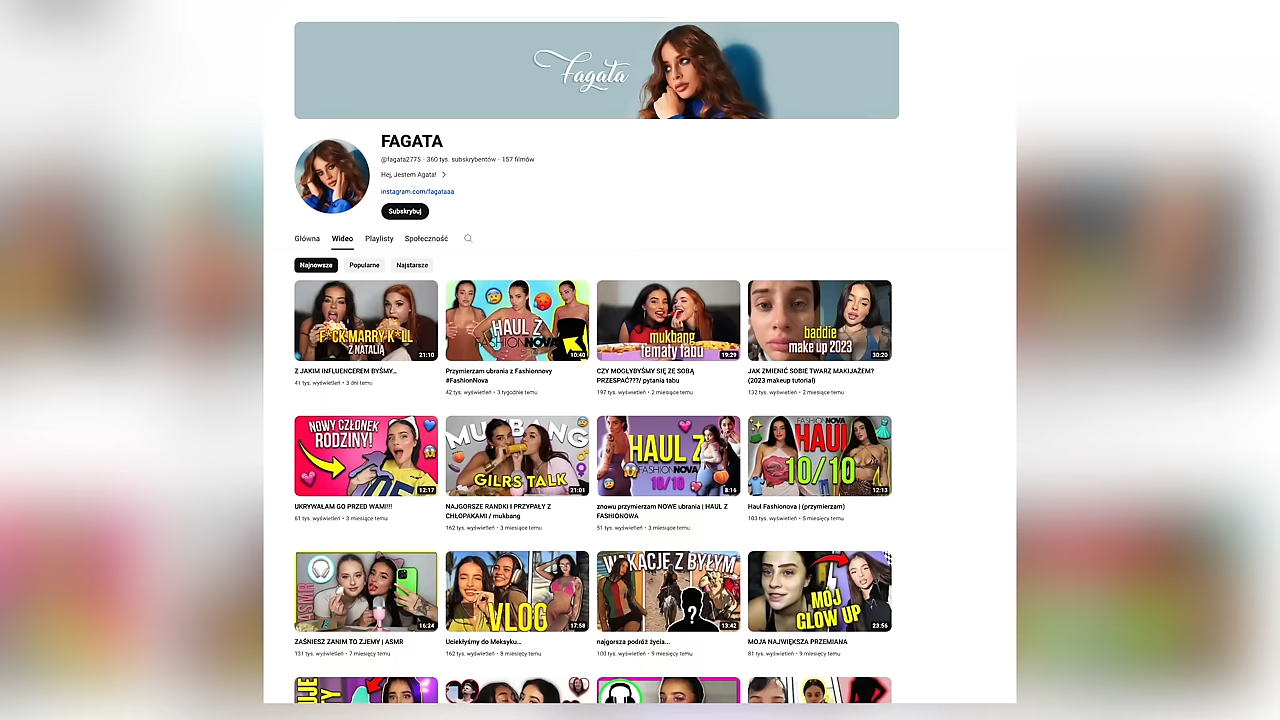 Fagata
FAGATA
@fagata2775 · 360 tys. subskrybentów · 157 filmów
Hej, Jestem Agata!
instagram.com/fagataaa
Subskrybuj
Główna Wideo Playlisty Społeczność
Najnowsze Popularne Najstarsze
F*CK MARRY K*LL
Z NATALIĄ
21:10
HAUL Z
FASHIONNOVA
10:40
mukbang
tematy tabu
19:29
baddie
make up 2023
30:20
Z JAKIM INFLUENCEREM BYŚMY...
41 tys. wyświetleń • 3 dni temu
Przymierzam ubrania z Fashionnovy
#FashionNova
42 tys. wyświetleń • 3 tygodnie temu
CZY MOGŁYBYŚMY SIĘ ZE SOBĄ
PRZESPAĆ???/ pytania tabu
197 tys. wyświetleń • 2 miesiące temu
JAK ZMIENIĆ SOBIE TWARZ MAKIJAŻEM?
(2023 makeup tutorial)
132 tys. wyświetleń • 2 miesiące temu
NOWY CZŁONEK
RODZINY!
12:17
MUKBANG
GILRS TALK
21:01
HAUL Z
FASHIONNOVA
10/10
8:16
FASHIONNOVA
HAUL
10/10
12:13
UKRYWAŁAM GO PRZED WAMI!!!
61 tys. wyświetleń • 3 miesiące temu
NAJGORSZE RANDKI I PRZYPAŁY Z
CHŁOPAKAMI / mukbang
162 tys. wyświetleń • 3 miesiące temu
znowu przymierzam NOWE ubrania | HAUL Z
FASHIONOWA
51 tys. wyświetleń • 3 miesiące temu
Haul Fashionova | (przymierzam)
103 tys. wyświetleń • 5 miesięcy temu
ASMR
16:24
VLOG
17:58
WAKACJE Z BYŁYM
?
13:42
MÓJ
GLOW UP
23:56
ZAŚNIESZ ZANIM TO ZJEMY | ASMR
131 tys. wyświetleń • 7 miesięcy temu
Uciekłyśmy do Meksyku...
162 tys. wyświetleń • 8 miesięcy temu
najgorsza podróż życia...
100 tys. wyświetleń • 9 miesięcy temu
MOJA NAJWIĘKSZA PRZEMIANA
81 tys. wyświetleń • 9 miesięcy temu